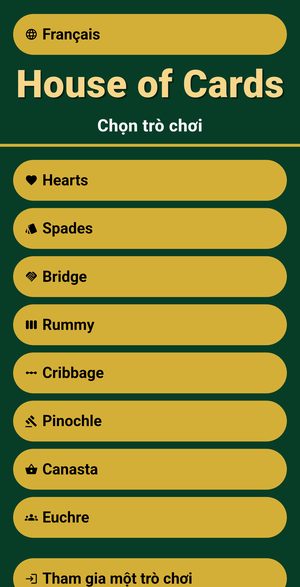 Français
House of Cards
Chọn trò chơi
Hearts
Spades
Bridge
Rummy
Cribbage
Pinochle
Canasta
Euchre
Tham gia một trò chơi